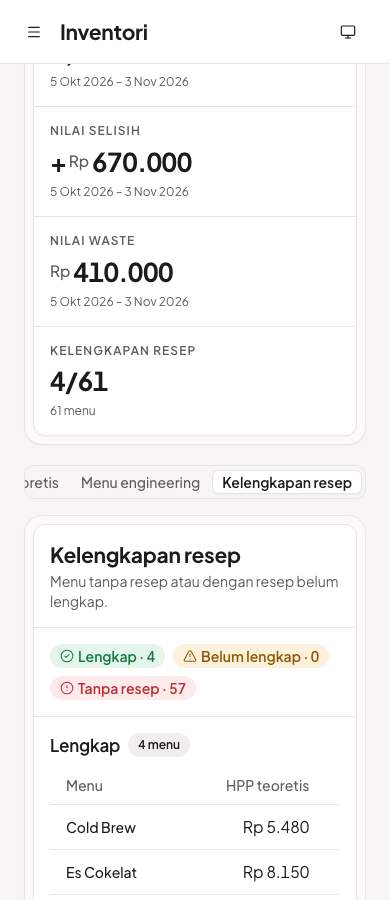 Inventori
5 Okt 2026 – 3 Nov 2026
NILAI SELISIH
+Rp 670.000
5 Okt 2026 – 3 Nov 2026
NILAI WASTE
Rp 410.000
5 Okt 2026 – 3 Nov 2026
KELENGKAPAN RESEP
4/61
61 menu
oretis Menu engineering Kelengkapan resep
Kelengkapan resep
Menu tanpa resep atau dengan resep belum
lengkap.
Lengkap · 4 Belum lengkap · 0
Tanpa resep · 57
Lengkap 4 menu
Menu HPP teoretis
Cold Brew Rp 5.480
Es Cokelat Rp 8.150